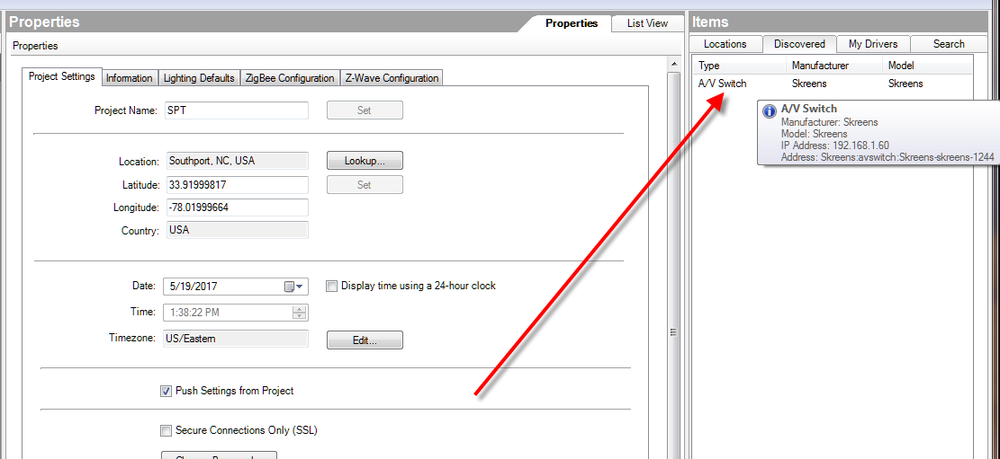 Properties
Properties
List View
Properties
Project Settings
Information
Lighting Defaults
ZigBee Configuration
Z-Wave Configuration
Project Name:
SPT
Set
Location:
Southport, NC, USA
Lookup...
Latitude:
33.91999817
Set
Longitude:
-78.01999664
Country:
USA
Date:
5/19/2017
Display time using a 24-hour clock
Time:
1:38:22 PM
Timezone:
US/Eastern
Edit...
Push Settings from Project
Secure Connections Only (SSL)
Items
Locations
Discovered
My Drivers
Search
Type
Manufacturer
Model
A/V Switch
Skreens
Skreens
A/V Switch
Manufacturer: Skreens
Model: Skreens
IP Address: 192.168.1.60
Address: Skreens:avswitch:Skreens-skreens-1244